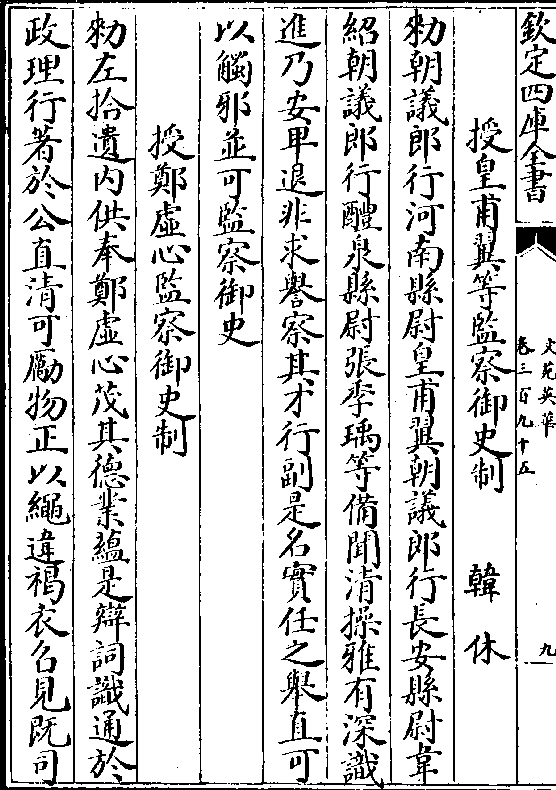 欽定四庫全書
文苑英華
卷三百九十五
九
授皇甫翼等監察御史制 韓休
勑朝議郎行河南縣尉皇甫翼朝議郎行長安縣尉韋
紹朝議郎行醴泉縣尉張季瑀等備聞清操雅有深識
進乃安卑退非求譽察其才行副是名實任之舉直可
以觸邪並可監察御史
授鄭虛心監察御史制
勑左拾遺内供奉鄭虛心茂其德業蘊是辯詞識通於
政理行著於公直清可勵物正以繩違褐衣召見既司